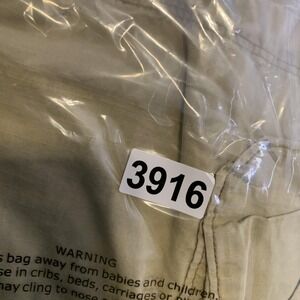 3916
WARNING
bag away from babies and children.
se in cribs, beds, carriages or
may cling to nose